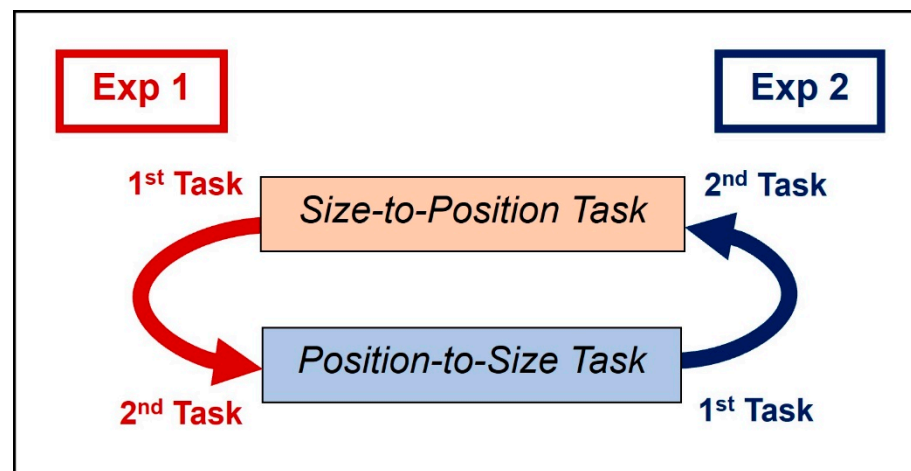 Exp 1
Exp 2
1st Task
2nd Task
Size-to-Position Task
Position-to-Size Task
2nd Task
1st Task